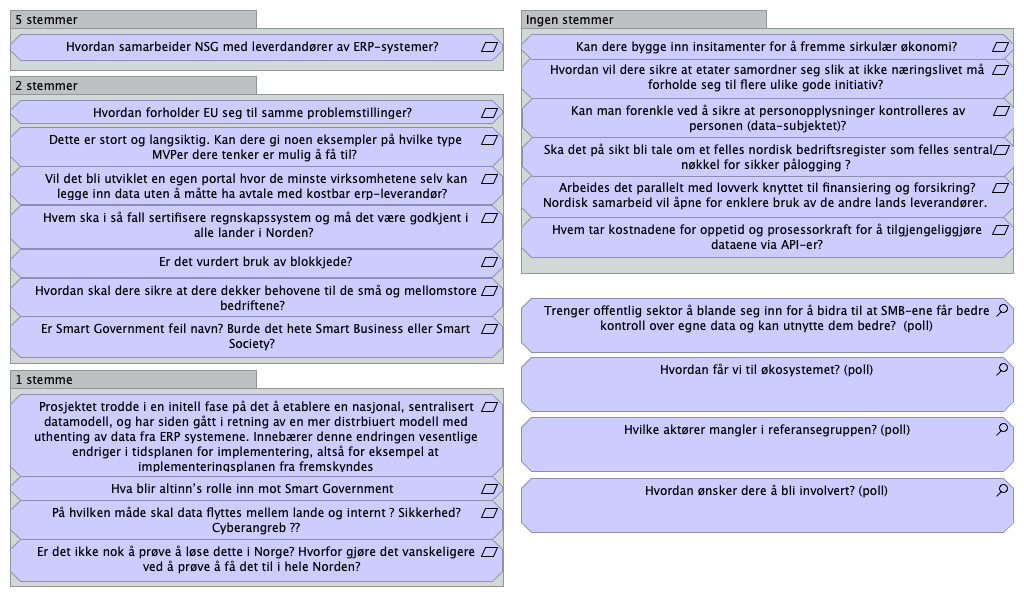 5 stemmer
Hvordan samarbeider NSG med leverdandører av ERP-systemer?
2 stemmer
Hvordan forholder EU seg til samme problemstillinger?
Dette er stort og langsiktig. Kan dere gi noen eksempler på hvilke type
MVPer dere tenker er mulig å få til?
Vil det bli utviklet en egen portal hvor de minste virksomhetene selv kan
legge inn data uten å måtte ha avtale med kostbar erp-leverandør?
Hvem ska i så fall sertifisere regnskapssystem og må det være godkjent i
alle lander i Norden?
Er det vurdert bruk av blokkjede?
Hvordan skal dere sikre at dere dekker behovene til de små og mellomstore
bedriftene?
Er Smart Government feil navn? Burde det hete Smart Business eller Smart
Society?
1 stemme
Prosjektet trodde i en initell fase på det å etablere en nasjonal, sentralisert
datamodell, og har siden gått i retning av en mer distrbiuert modell med
uthenting av data fra ERP systemene. Innebærer denne endringen vesentlige
endriger i tidsplanen for implementering, altså for eksempel at
implementeringsplanen fra fremskyndes
Hva blir altinn's rolle inn mot Smart Government
På hvilken måde skal data flyttes mellem lande og internt ? Sikkerhed?
Cyberangreb ??
Er det ikke nok å prøve å løse dette i Norge? Hvorfor gjøre det vanskeligere
ved å prøve å få det til i hele Norden?
Ingen stemmer
Kan dere bygge inn insitamenter for å fremme sirkulær økonomi?
Hvordan vil dere sikre at etater samordner seg slik at ikke næringslivet må
forholde seg til flere ulike gode initiativ?
Kan man forenkle ved å sikre at personopplysninger kontrolleres av
personen (data-subjektet)?
Ska det på sikt bli tale om et felles nordisk bedriftsregister som felles sentral
nøkkel for sikker pålogging ?
Arbeides det parallelt med lovverk knyttet til finansiering og forsikring?
Nordisk samarbeid vil åpne for enklere bruk av de andre lands leverandører.
Hvem tar kostnadene for oppetid og prosessorkraft for å tilgjengeliggjøre
dataene via API-er?
Trenger offentlig sektor å blande seg inn for å bidra til at SMB-ene får bedre
kontroll over egne data og kan utnytte dem bedre? (poll)
Hvordan får vi til økosystemet? (poll)
Hvilke aktører mangler i referansegruppen? (poll)
Hvordan ønsker dere å bli involvert? (poll)